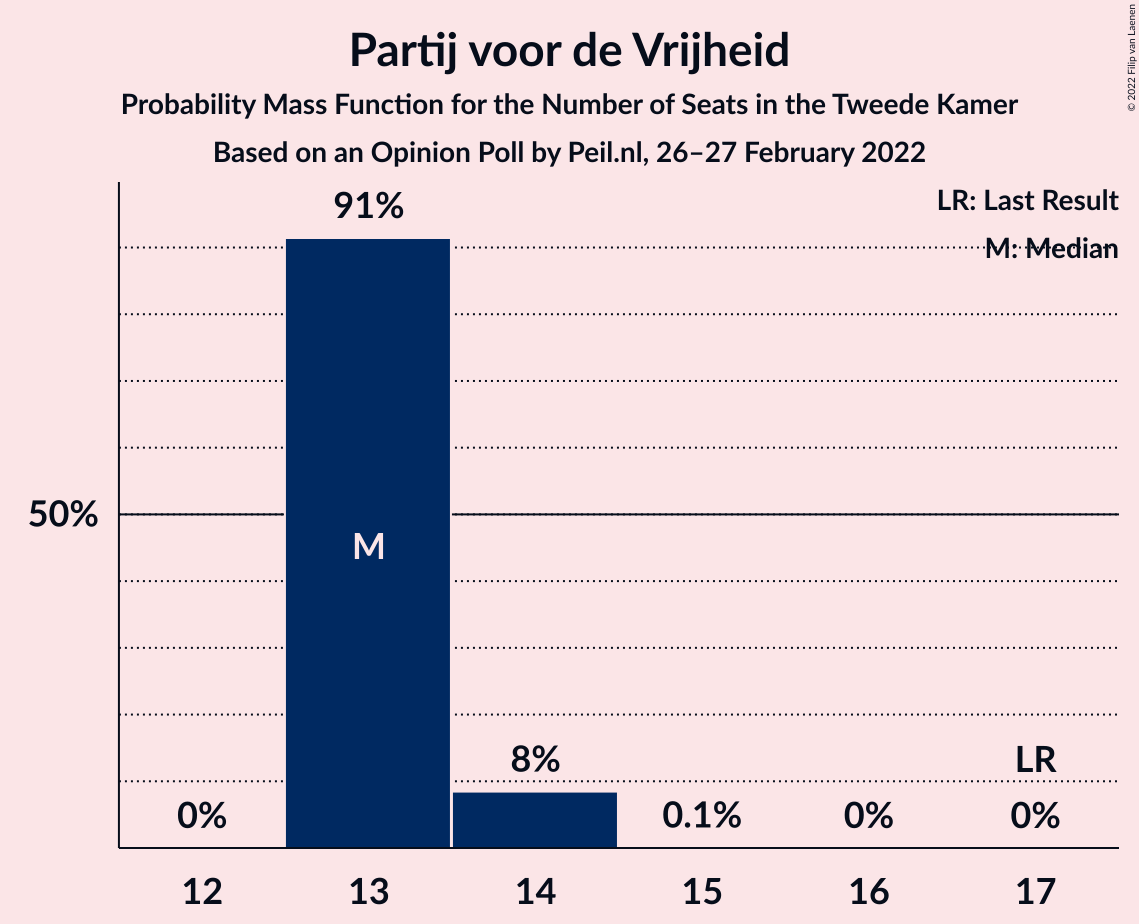 Partij voor de Vrijheid
Probability Mass Function for the Number of Seats in the Tweede Kamer
Based on an Opinion Poll by Peil.nl, 26–27 February 2022
© 2022 Filip van Laenen
LR: Last Result
M: Median
91%
50%
M
8%
LR
0%
0.1%
0%
0%
12
13
14
15
16
17